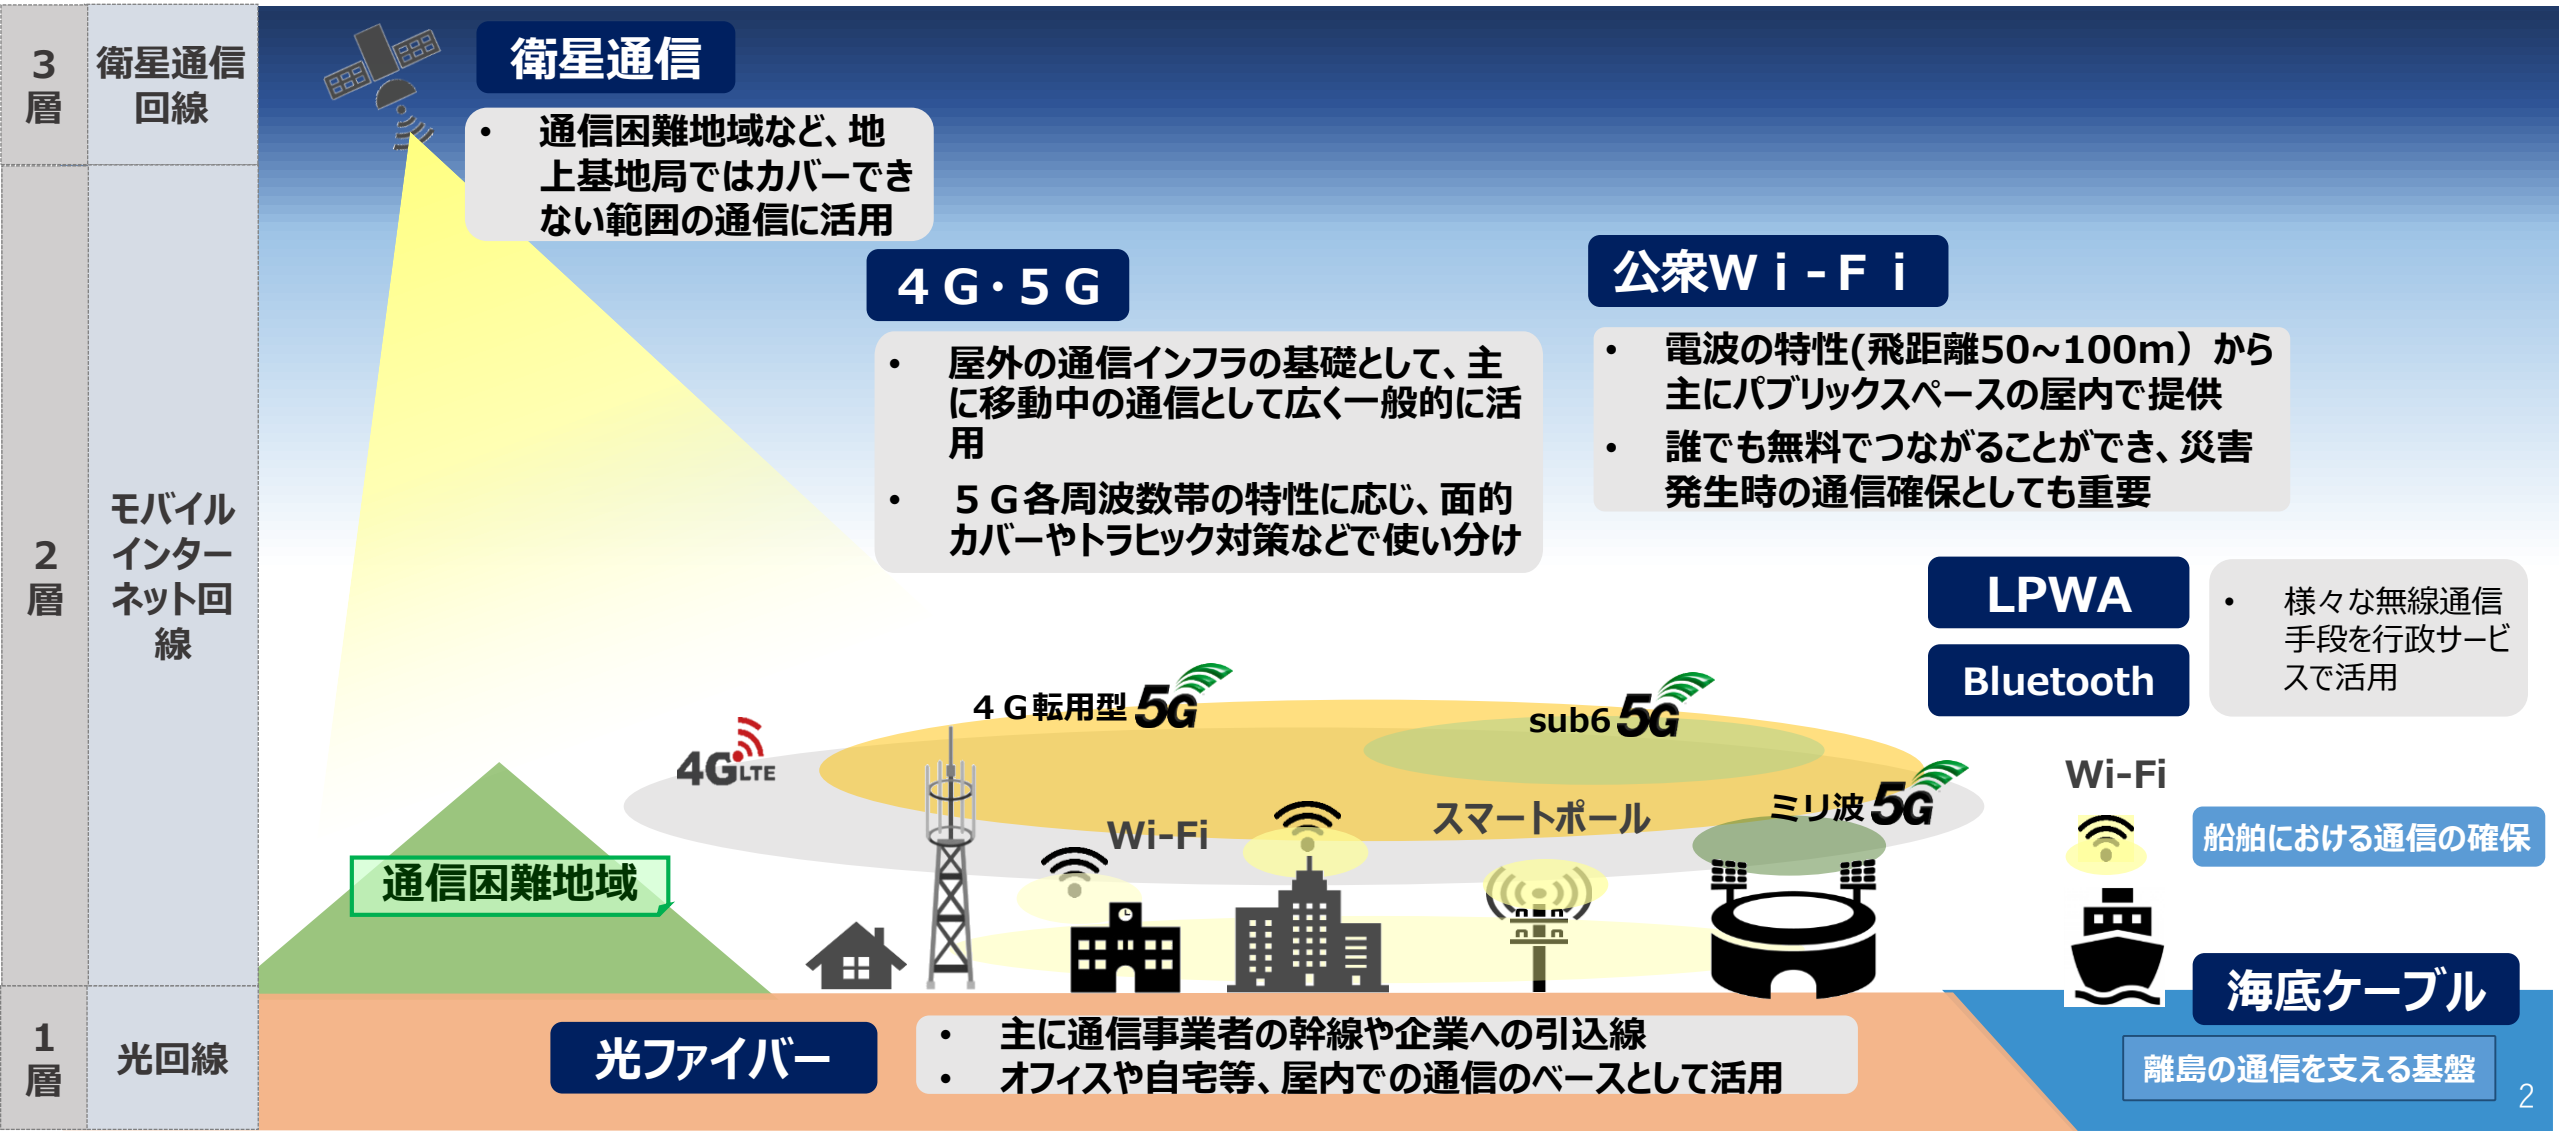 3
層
衛星通信
回線
衛星通信
• 通信困難地域など、地
上基地局ではカバーでき
ない範囲の通信に活用
2
層
モバイル
インター
ネット回
線
４Ｇ・５Ｇ
• 屋外の通信インフラの基礎として、主
に移動中の通信として広く一般的に活
用
• ５Ｇ各周波数帯の特性に応じ、面的
カバーやトラヒック対策などで使い分け
公衆Ｗｉ-Ｆｉ
• 電波の特性(飛距離50~100m）から
主にパブリックスペースの屋内で提供
• 誰でも無料でつながることができ、災害
発生時の通信確保としても重要
LPWA
Bluetooth
• 様々な無線通信
手段を行政サービ
スで活用
4G LTE
４Ｇ転用型 5G
sub6 5G
ミリ波 5G
Wi-Fi
スマートポール
Wi-Fi
船舶における通信の確保
通信困難地域
1
層
光回線
光ファイバー
• 主に通信事業者の幹線や企業への引込線
• オフィスや自宅等、屋内での通信のベースとして活用
海底ケーブル
離島の通信を支える基盤
2